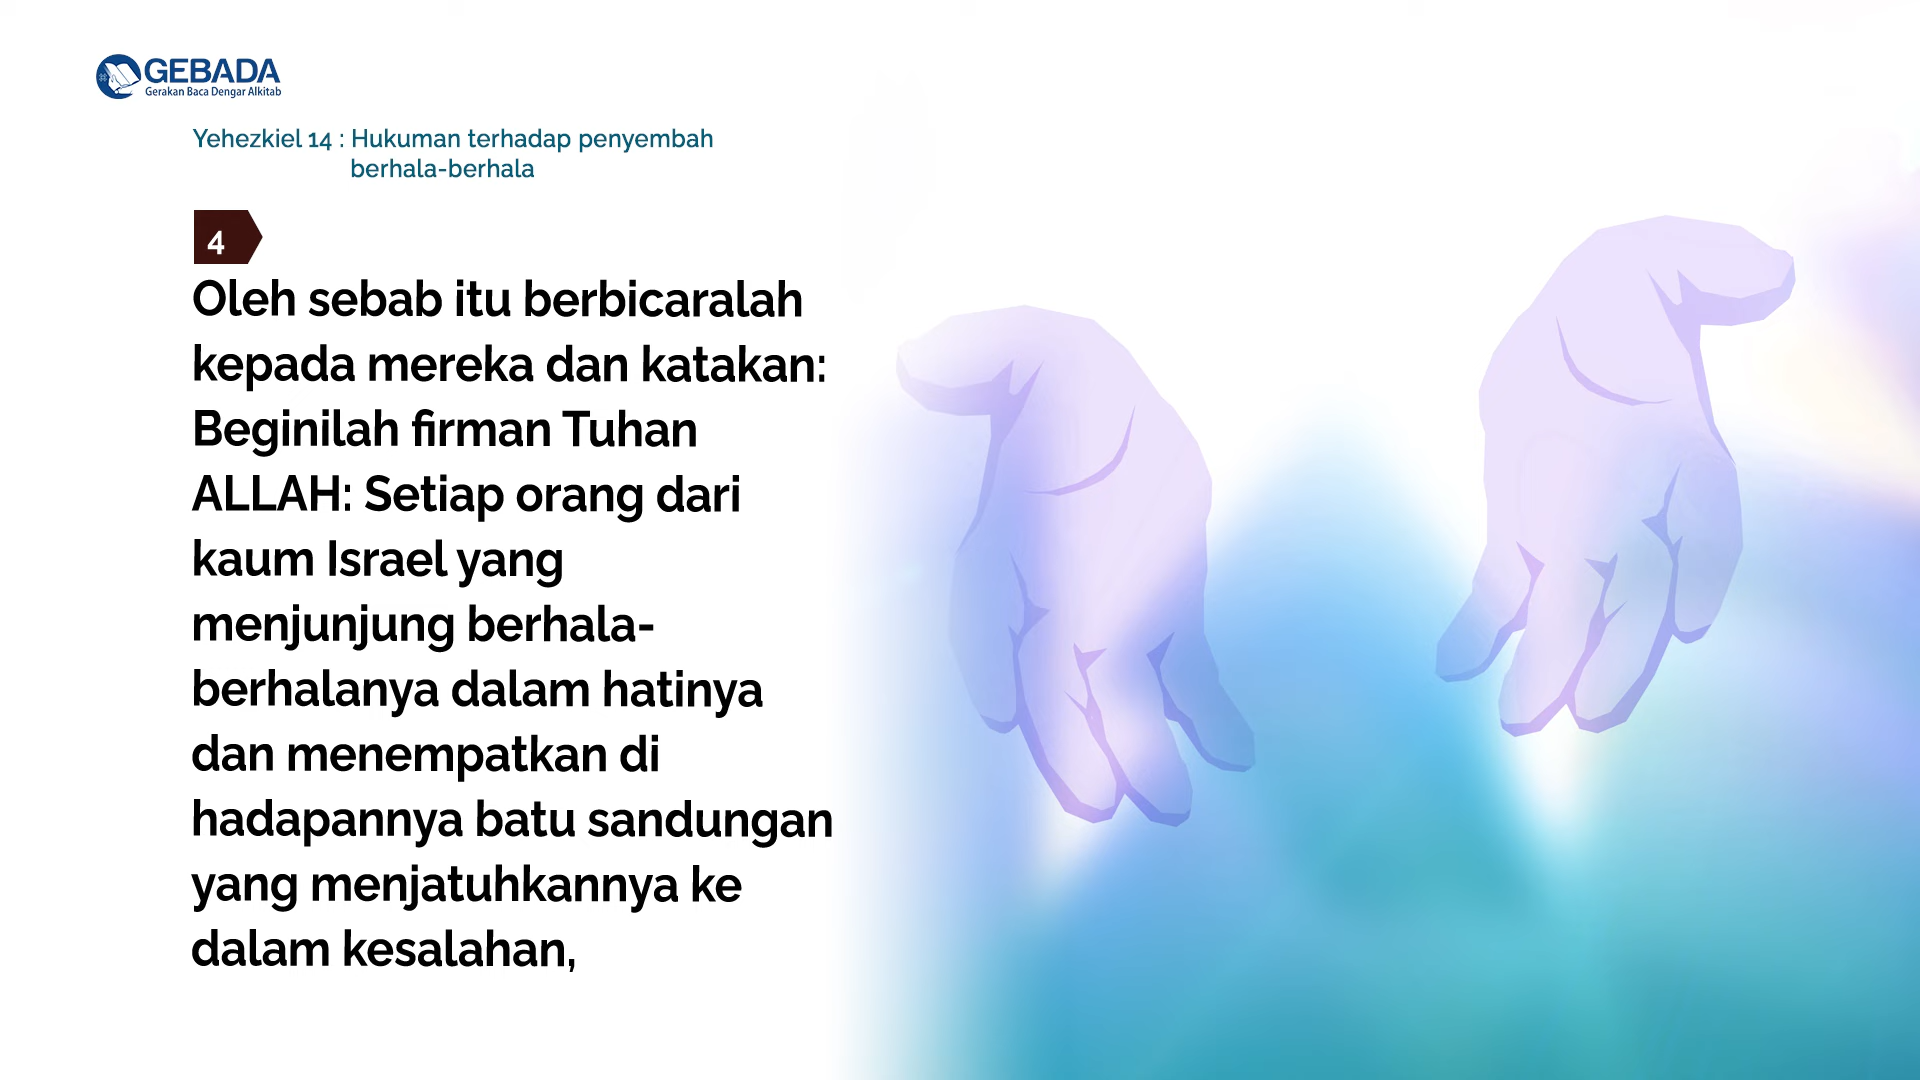 GEBADA
Gerakan Baca Dengar Alkitab
Yehezkiel 14 : Hukuman terhadap penyembah
berhala-berhala
4
Oleh sebab itu berbicaralah
kepada mereka dan katakan:
Beginilah firman Tuhan
ALLAH: Setiap orang dari
kaum Israel yang
menjunjung berhala-
berhalanya dalam hatinya
dan menempatkan di
hadapannya batu sandungan
yang menjatuhkannya ke
dalam kesalahan,